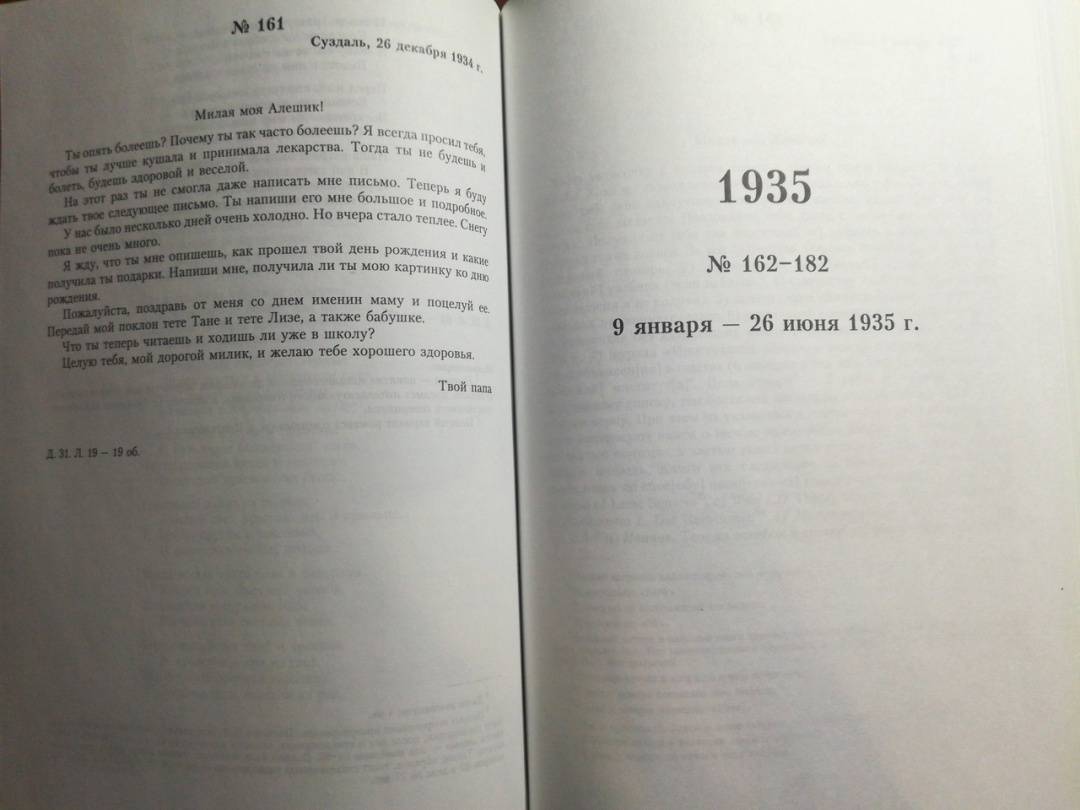 № 161
Суздаль, 26 декабря 1934 г.
Милая моя Алешик!
Ты опять болеешь? Почему ты так часто болеешь? Я всегда просил тебя,
чтобы ты лучше кушала и принимала лекарства. Тогда ты не будешь и
болеть, будешь здоровой и веселой.
На этот раз ты не смогла даже написать мне письмо. Теперь я буду
ждать твое следующее письмо. Ты напиши его мне большое и подробное.
У нас было несколько дней очень холодно. Но вчера стало теплее. Снегу
пока не очень много.
Я жду, что ты мне опишешь, как прошел твой день рождения и какие
получила ты подарки. Напиши мне, получила ли ты мою картинку ко дню
рождения.
Пожалуйста, поздравь от меня со днем именин маму и поцелуй ее.
Передай мой поклон тете Тане и тете Лизе, а также бабушке.
Что ты теперь читаешь и ходишь ли уже в школу?
Целую тебя, мой дорогой милик, и желаю тебе хорошего здоровья.
Твой папа
Д. 31. Л. 19 — 19 об.
1935
№ 162–182
9 января — 26 июня 1935 г.